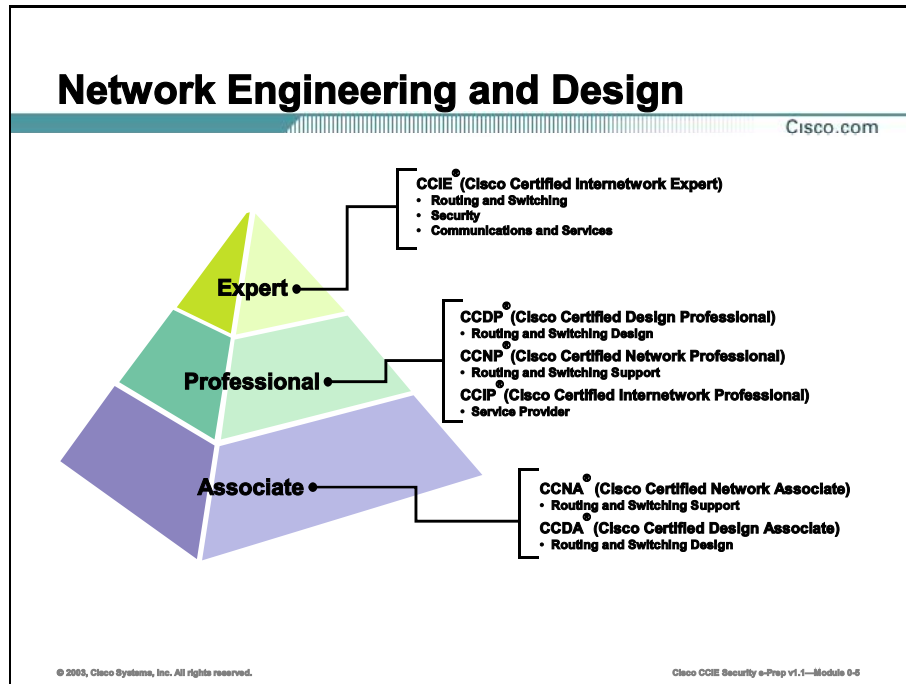 Network Engineering and Design
Cisco.com
CCIE® (Cisco Certified Internetwork Expert)
• Routing and Switching
• Security
• Communications and Services
Expert
CCDP® (Cisco Certified Design Professional)
• Routing and Switching Design
CCNP® (Cisco Certified Network Professional)
• Routing and Switching Support
CCIP® (Cisco Certified Internetwork Professional)
• Service Provider
Professional
CCNA® (Cisco Certified Network Associate)
• Routing and Switching Support
CCDA® (Cisco Certified Design Associate)
• Routing and Switching Design
Associate
© 2003, Cisco Systems, Inc. All rights reserved.
Cisco CCIE Security e-Prep v1.1—Module 0-5